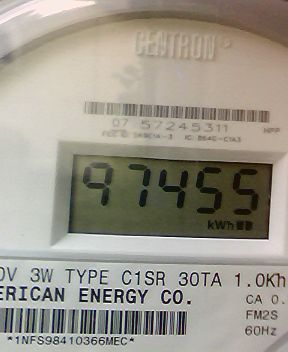 CENTRON
07 57245311
97455
kWh
0V 3W TYPE C1SR 30TA 1.0Kh
ERICAN ENERGY CO.
CA 0.
FM2S
60Hz
*1NFS98410366MEC*